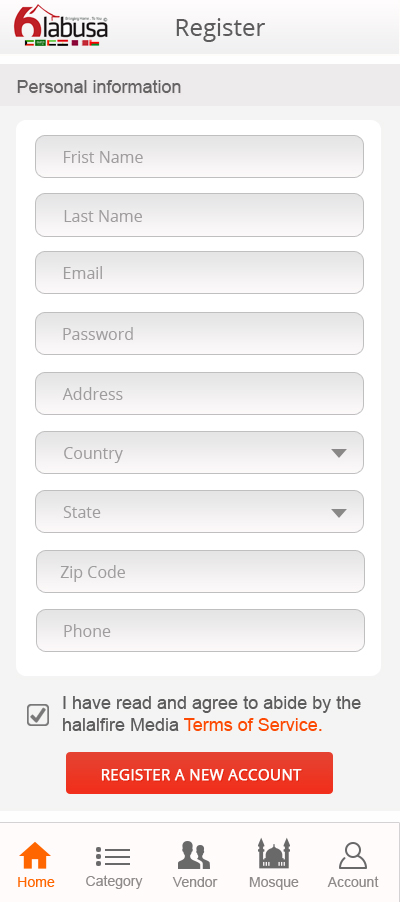 6labusa
Register
Personal information
Frist Name
Last Name
Email
Password
Address
Country
State
Zip Code
Phone
I have read and agree to abide by the
halalfire Media Terms of Service.
REGISTER A NEW ACCOUNT
Home Category Vendor Mosque Account